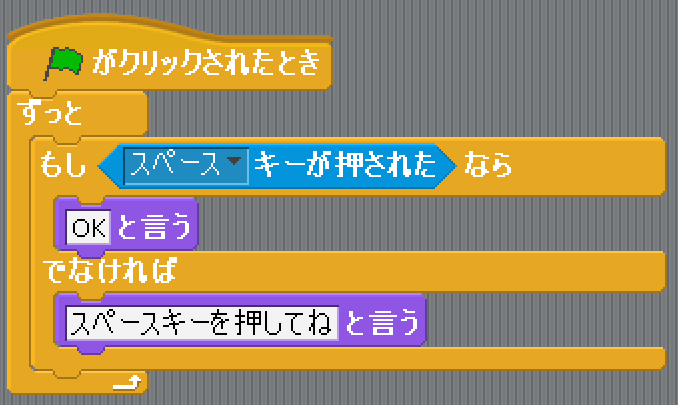 がクリックされたとき
ずっと
もし スペース キーが押された なら
OK と言う
でなければ
スペースキーを押してね と言う